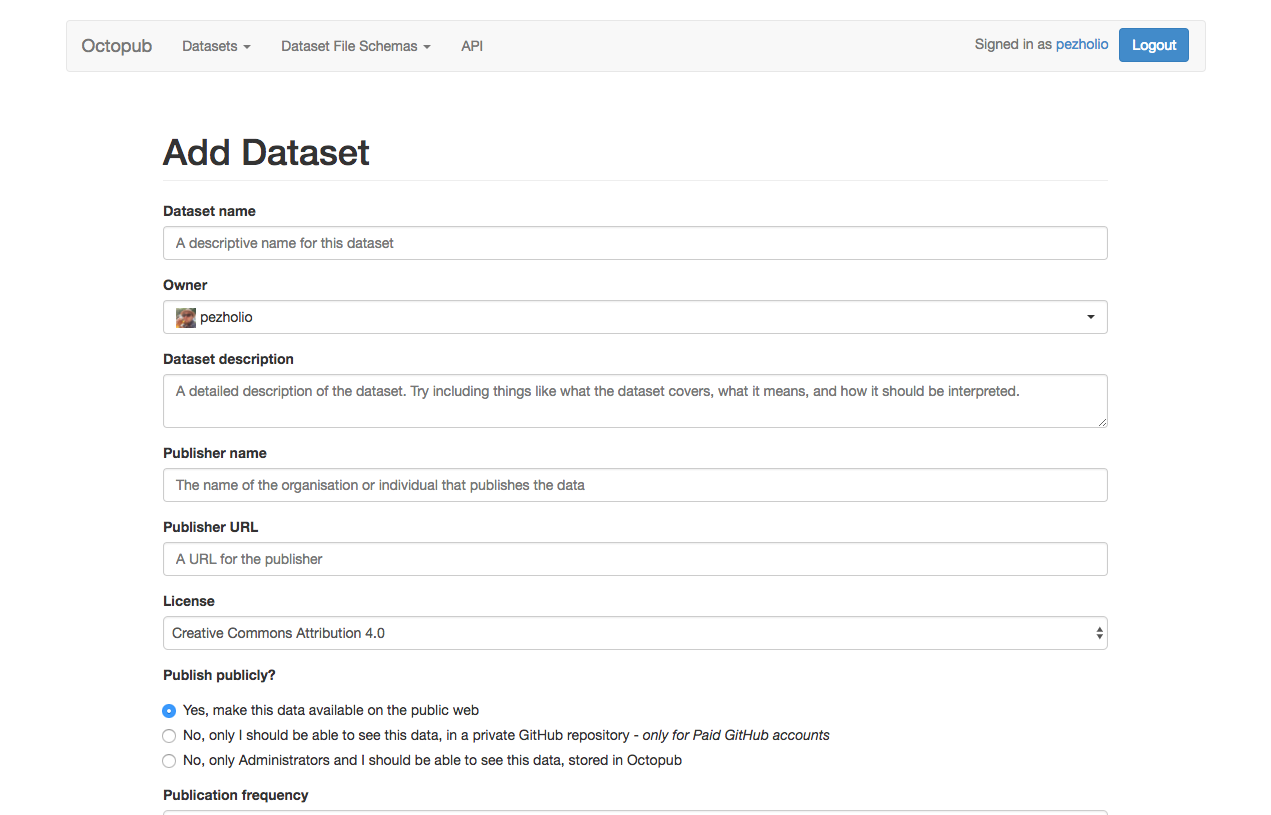 Octopub Datasets Dataset File Schemas API Signed in as pezholio Logout
Add Dataset
Dataset name
A descriptive name for this dataset
Owner
pezholio
Dataset description
A detailed description of the dataset. Try including things like what the dataset covers, what it means, and how it should be interpreted.
Publisher name
The name of the organisation or individual that publishes the data
Publisher URL
A URL for the publisher
License
Creative Commons Attribution 4.0
Publish publicly?
Yes, make this data available on the public web
No, only I should be able to see this data, in a private GitHub repository - only for Paid GitHub accounts
No, only Administrators and I should be able to see this data, stored in Octopub
Publication frequency